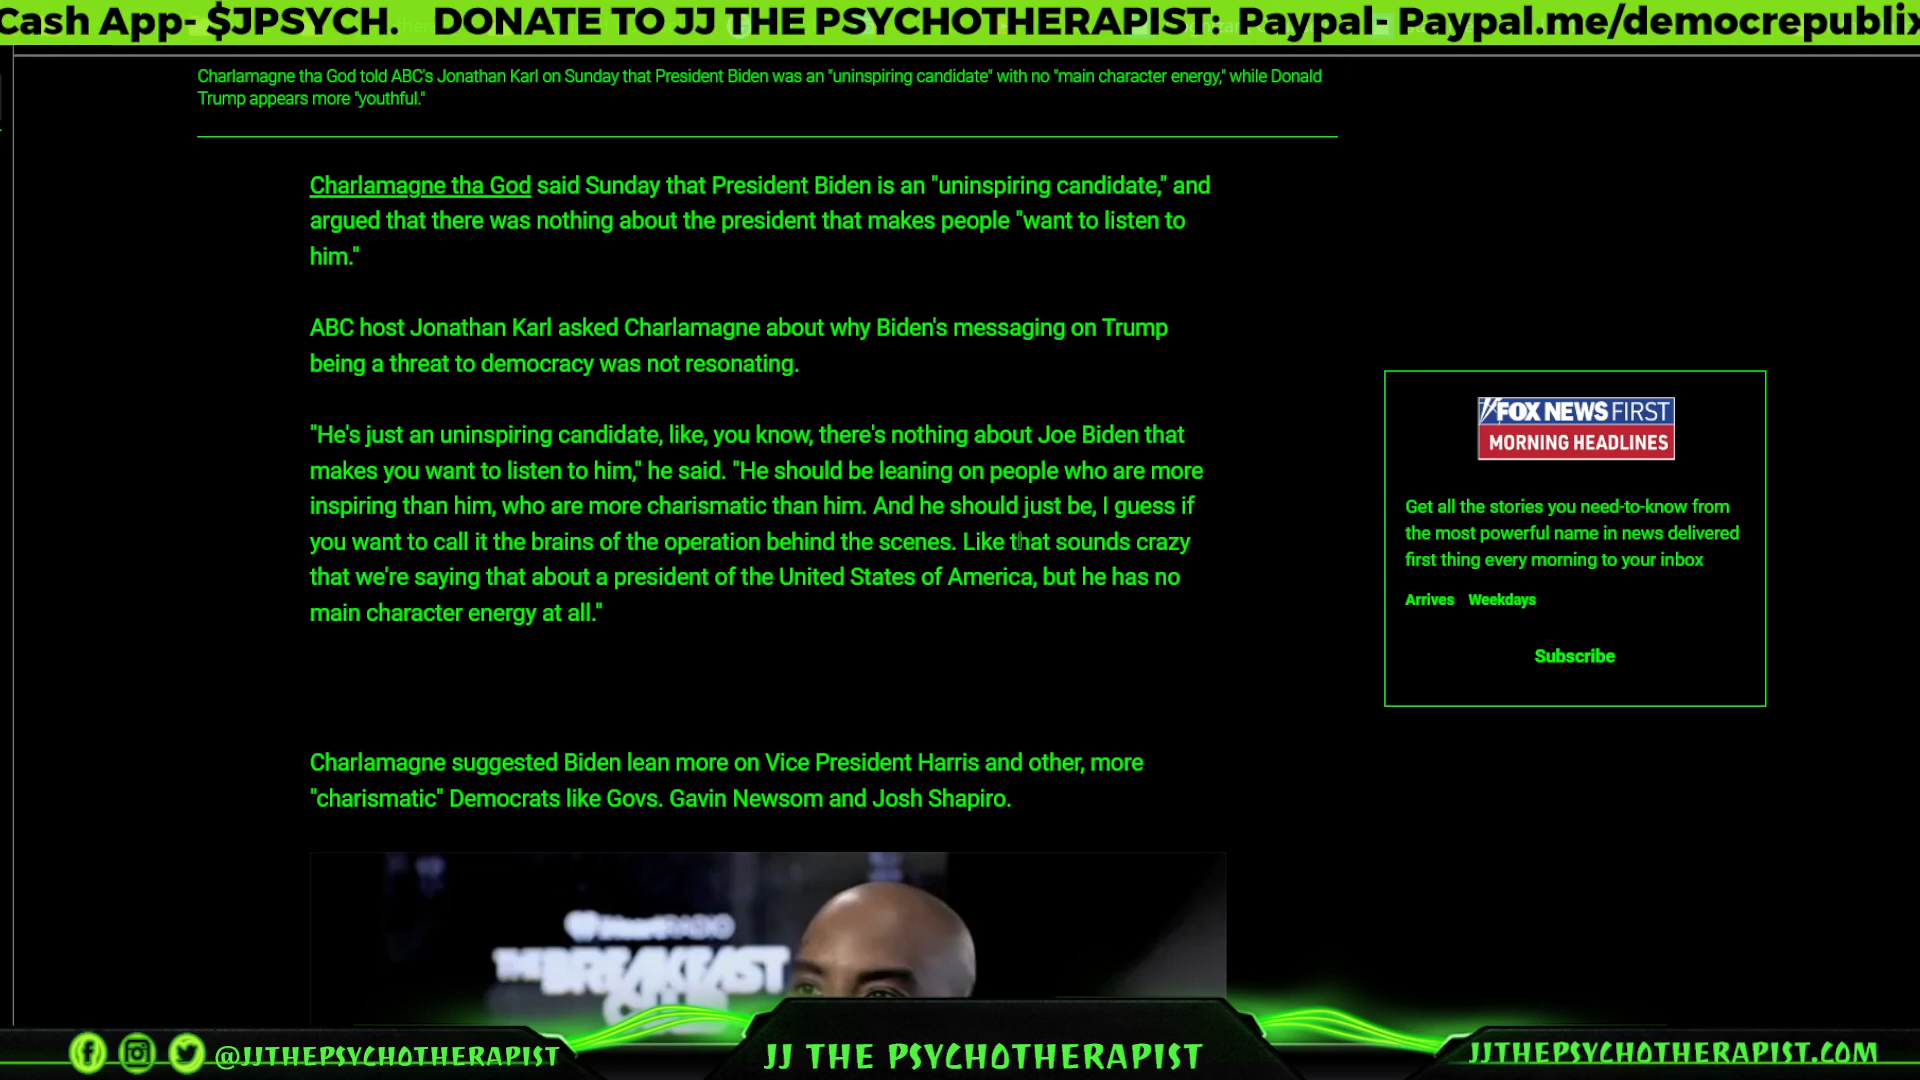 Cash App- $JPSYCH. DONATE TO JJ THE PSYCHOTHERAPIST: Paypal- Paypal.me/democrepublix
Charlamagne tha God told ABC's Jonathan Karl on Sunday that President Biden was an "uninspiring candidate" with no "main character energy," while Donald
Trump appears more "youthful."
Charlamagne tha God said Sunday that President Biden is an "uninspiring candidate," and
argued that there was nothing about the president that makes people "want to listen to
him."
ABC host Jonathan Karl asked Charlamagne about why Biden's messaging on Trump
being a threat to democracy was not resonating.
"He's just an uninspiring candidate, like, you know, there's nothing about Joe Biden that
makes you want to listen to him," he said. "He should be leaning on people who are more
inspiring than him, who are more charismatic than him. And he should just be, I guess if
you want to call it the brains of the operation behind the scenes. Like that sounds crazy
that we're saying that about a president of the United States of America, but he has no
main character energy at all."
Charlamagne suggested Biden lean more on Vice President Harris and other, more
"charismatic" Democrats like Govs. Gavin Newsom and Josh Shapiro.
FOX NEWS FIRST
MORNING HEADLINES
Get all the stories you need-to-know from
the most powerful name in news delivered
first thing every morning to your inbox
Arrives Weekdays
Subscribe
iHeartRADIO
THE BREAKFAST
CLUB
@JJTHEPSYCHOTHERAPIST
JJ THE PSYCHOTHERAPIST
JJTHEPSYCHOTHERAPIST.COM